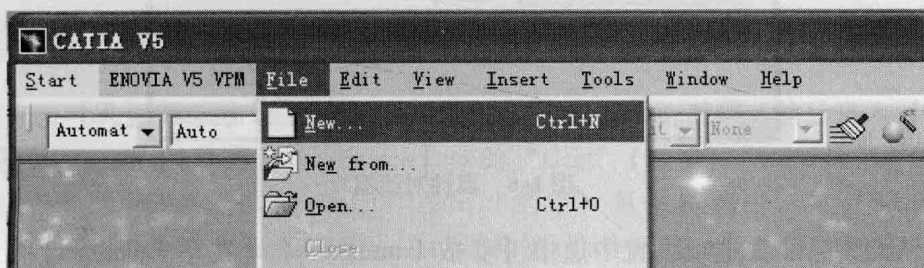 CATIA V5
Start ENOVIA V5 VPM File Edit View Insert Tools Window Help
Automat Auto None
New... Ctrl+N
New from...
Open... Ctrl+O
Close